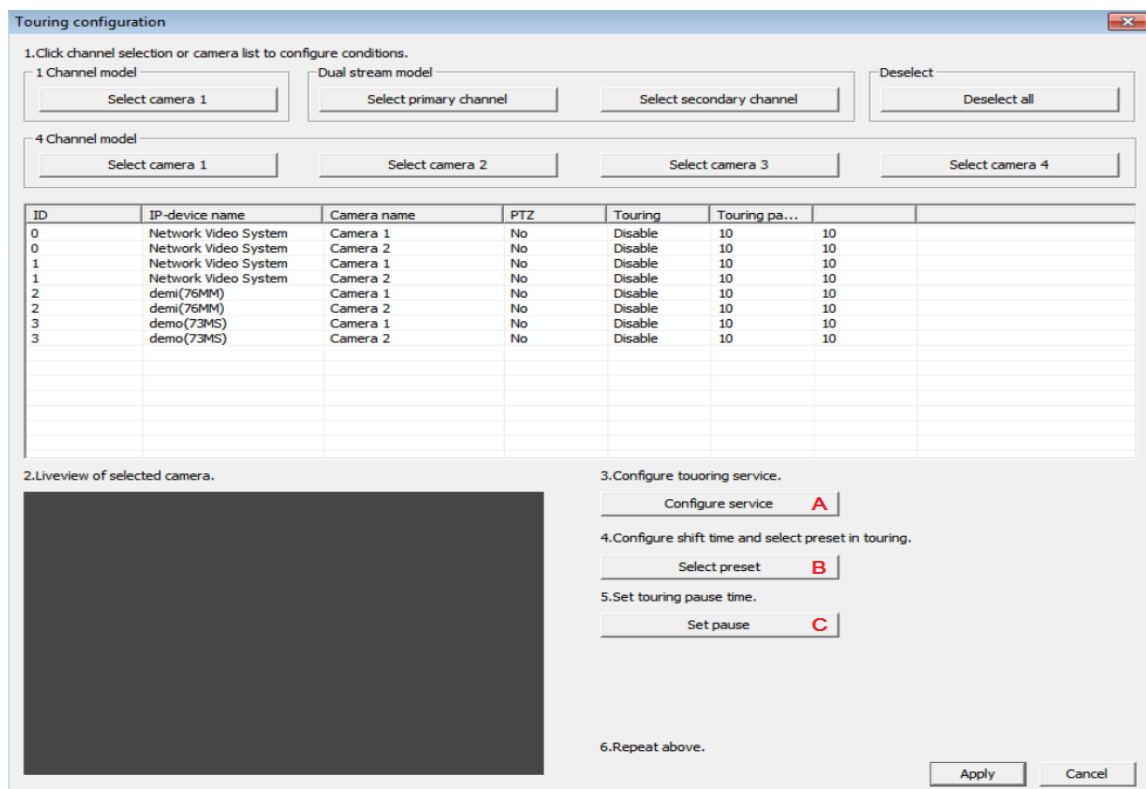 Touring configuration
1.Click channel selection or camera list to configure conditions.
1 Channel model Dual stream model Deselect
Select camera 1 Select primary channel Select secondary channel Deselect all
4 Channel model
Select camera 1 Select camera 2 Select camera 3 Select camera 4
ID IP-device name Camera name PTZ Touring Touring pa...
0 Network Video System Camera 1 No Disable 10 10
0 Network Video System Camera 2 No Disable 10 10
1 Network Video System Camera 1 No Disable 10 10
1 Network Video System Camera 2 No Disable 10 10
2 demi(76MM) Camera 1 No Disable 10 10
2 demi(76MM) Camera 2 No Disable 10 10
3 demo(73MS) Camera 1 No Disable 10 10
3 demo(73MS) Camera 2 No Disable 10 10
2.Liveview of selected camera. 3.Configure touoring service.
Configure service A
4.Configure shift time and select preset in touring.
Select preset B
5.Set touring pause time.
Set pause C
6.Repeat above.
Apply Cancel